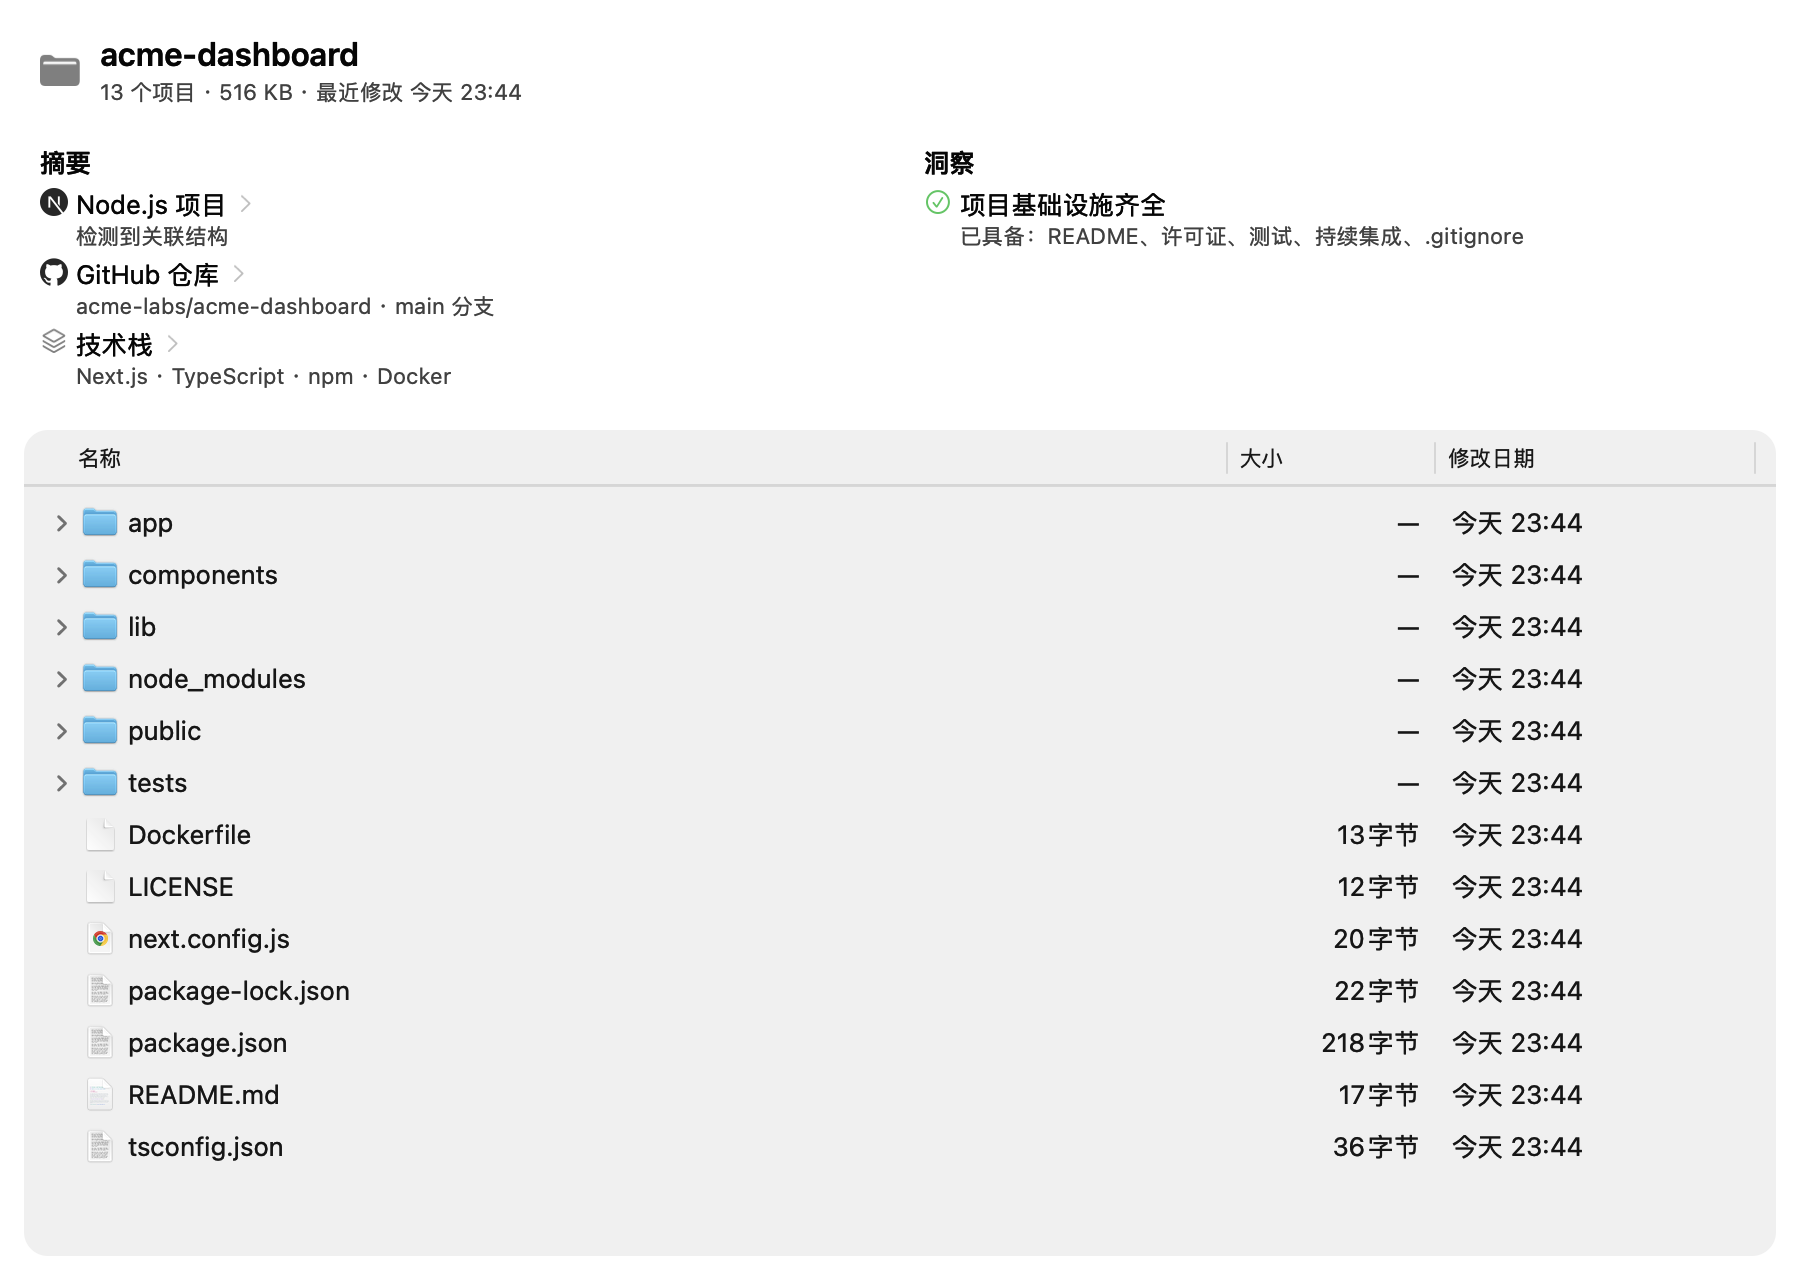 acme-dashboard
13 个项目 · 516 KB · 最近修改 今天 23:44
摘要
Node.js 项目
检测到关联结构
GitHub 仓库
acme-labs/acme-dashboard · main 分支
技术栈
Next.js · TypeScript · npm · Docker
洞察
项目基础设施齐全
已具备：README、许可证、测试、持续集成、.gitignore
名称 大小 修改日期
app — 今天 23:44
components — 今天 23:44
lib — 今天 23:44
node_modules — 今天 23:44
public — 今天 23:44
tests — 今天 23:44
Dockerfile 13字节 今天 23:44
LICENSE 12字节 今天 23:44
next.config.js 20字节 今天 23:44
package-lock.json 22字节 今天 23:44
package.json 218字节 今天 23:44
README.md 17字节 今天 23:44
tsconfig.json 36字节 今天 23:44